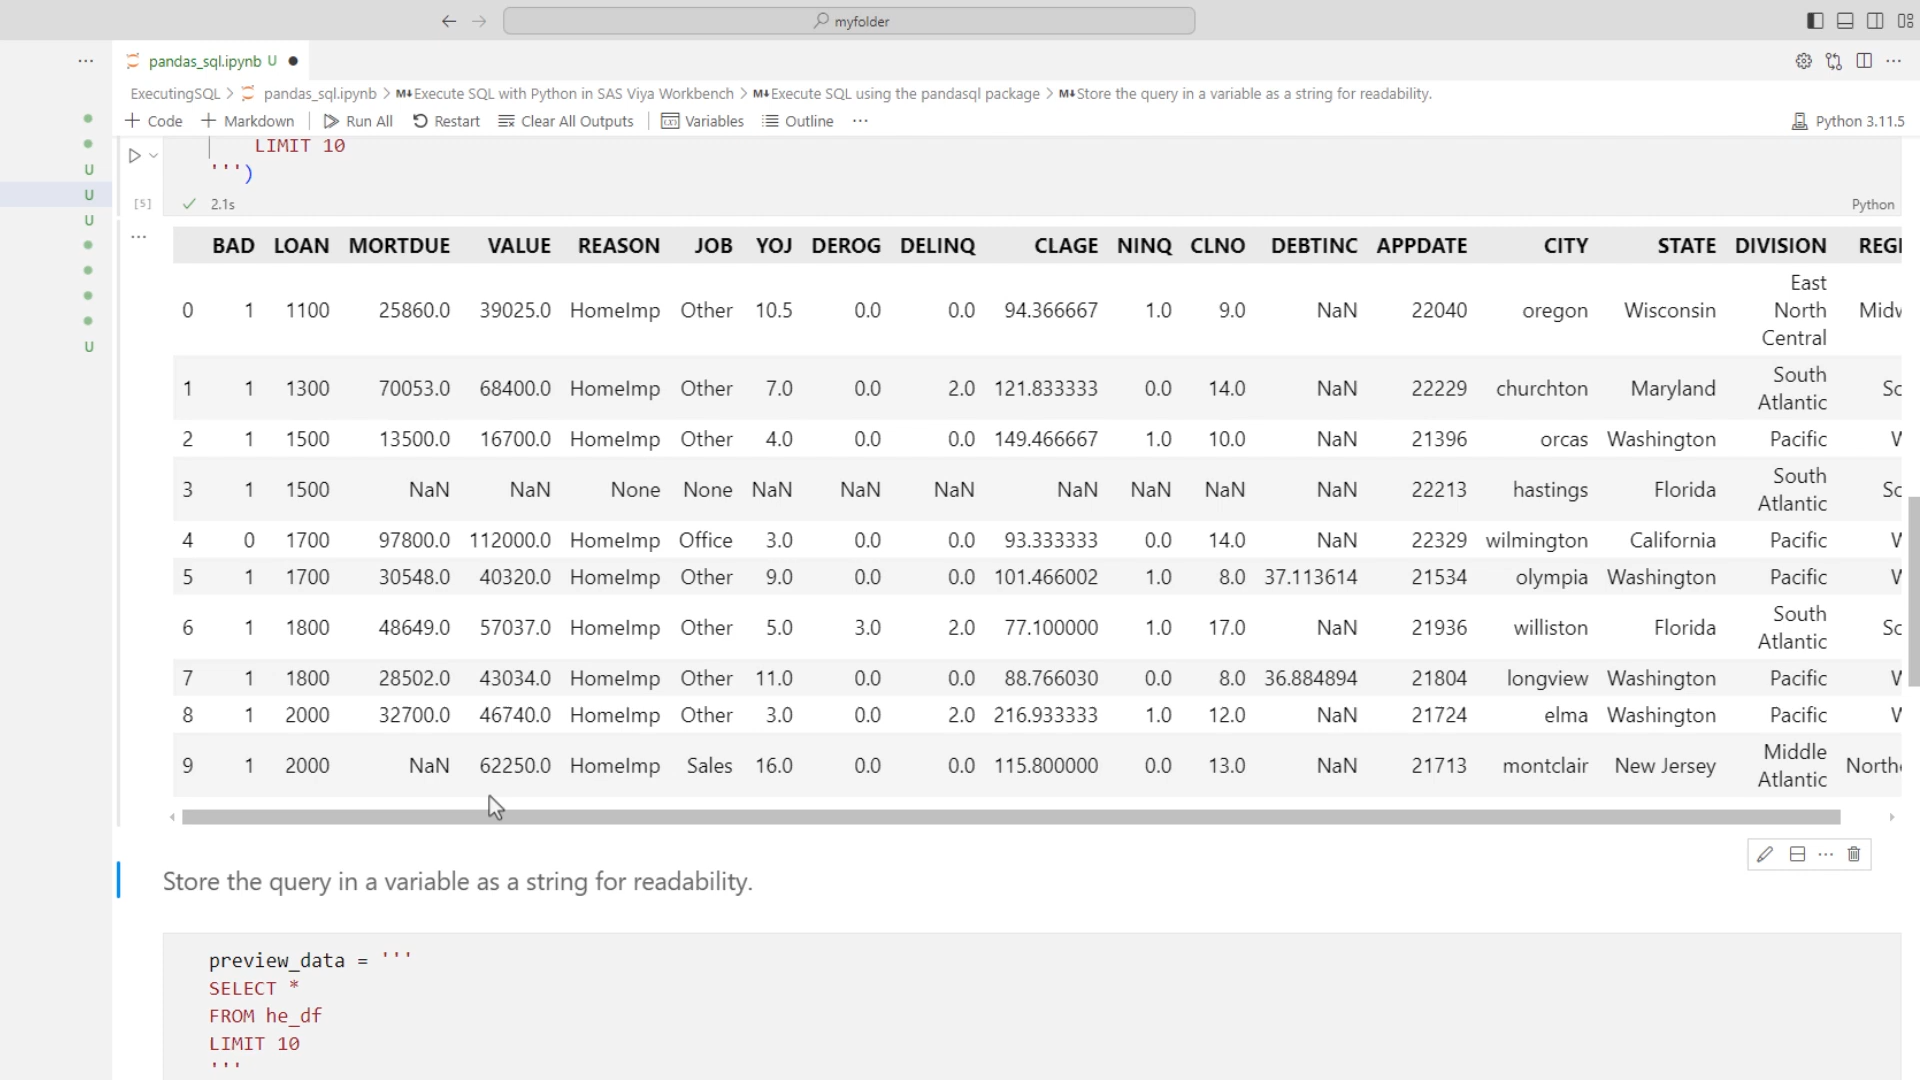 myfolder
pandas_sql.ipynb U
ExecutingSQL > pandas_sql.ipynb > M↓Execute SQL with Python in SAS Viya Workbench > M↓Execute SQL using the pandasql package > M↓Store the query in a variable as a string for readability.
+ Code + Markdown Run All Restart Clear All Outputs Variables Outline ... Python 3.11.5
LIMIT 10
''')
[5] 2.1s Python
BAD LOAN MORTDUE VALUE REASON JOB YOJ DEROG DELINQ CLAGE NINQ CLNO DEBTINC APPDATE CITY STATE DIVISION REGI
0 1 1100 25860.0 39025.0 HomeImp Other 10.5 0.0 0.0 94.366667 1.0 9.0 NaN 22040 oregon Wisconsin East North Central Midw
1 1 1300 70053.0 68400.0 HomeImp Other 7.0 0.0 2.0 121.833333 0.0 14.0 NaN 22229 churchton Maryland South Atlantic So
2 1 1500 13500.0 16700.0 HomeImp Other 4.0 0.0 0.0 149.466667 1.0 10.0 NaN 21396 orcas Washington Pacific W
3 1 1500 NaN NaN None None NaN NaN NaN NaN NaN NaN NaN 22213 hastings Florida South Atlantic So
4 0 1700 97800.0 112000.0 HomeImp Office 3.0 0.0 0.0 93.333333 0.0 14.0 NaN 22329 wilmington California Pacific W
5 1 1700 30548.0 40320.0 HomeImp Other 9.0 0.0 0.0 101.466002 1.0 8.0 37.113614 21534 olympia Washington Pacific W
6 1 1800 48649.0 57037.0 HomeImp Other 5.0 3.0 2.0 77.100000 1.0 17.0 NaN 21936 williston Florida South Atlantic So
7 1 1800 28502.0 43034.0 HomeImp Other 11.0 0.0 0.0 88.766030 0.0 8.0 36.884894 21804 longview Washington Pacific W
8 1 2000 32700.0 46740.0 HomeImp Other 3.0 0.0 2.0 216.933333 1.0 12.0 NaN 21724 elma Washington Pacific W
9 1 2000 NaN 62250.0 HomeImp Sales 16.0 0.0 0.0 115.800000 0.0 13.0 NaN 21713 montclair New Jersey Middle Atlantic Northe
Store the query in a variable as a string for readability.
preview_data = '''
SELECT *
FROM he_df
LIMIT 10
'''
U
U
U
U